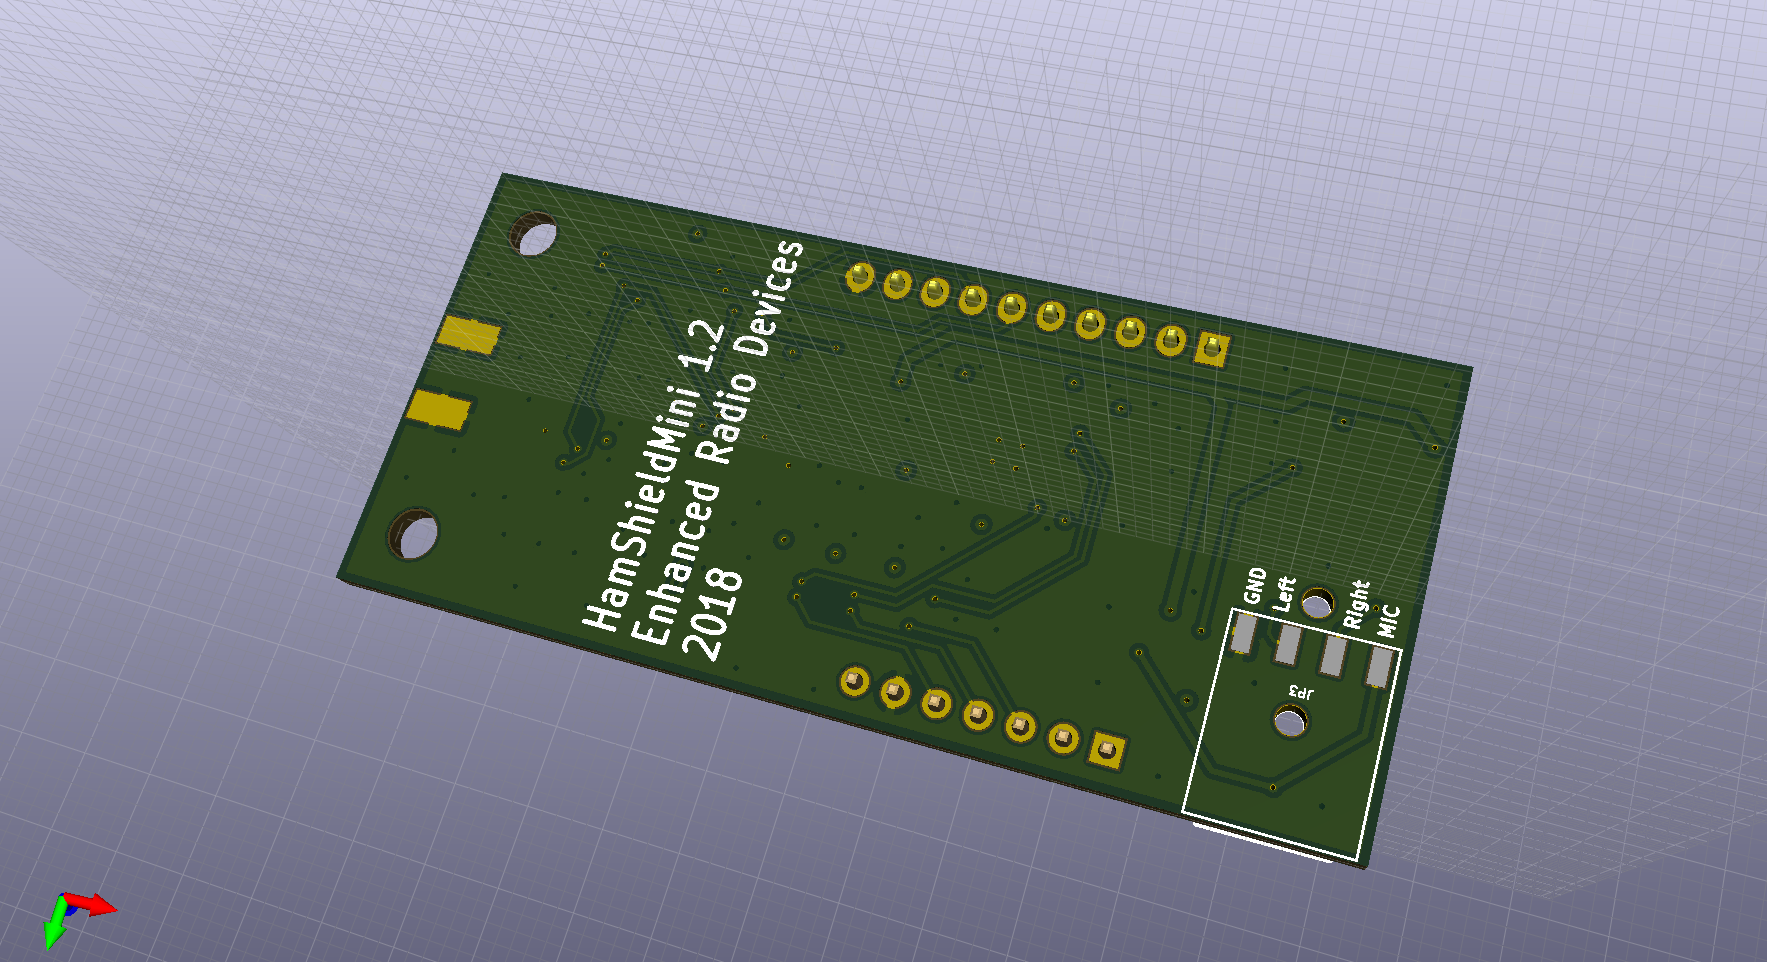 HamShieldMini 1.2
Enhanced Radio Devices
2018
GND
Left
Right
MIC
JP3